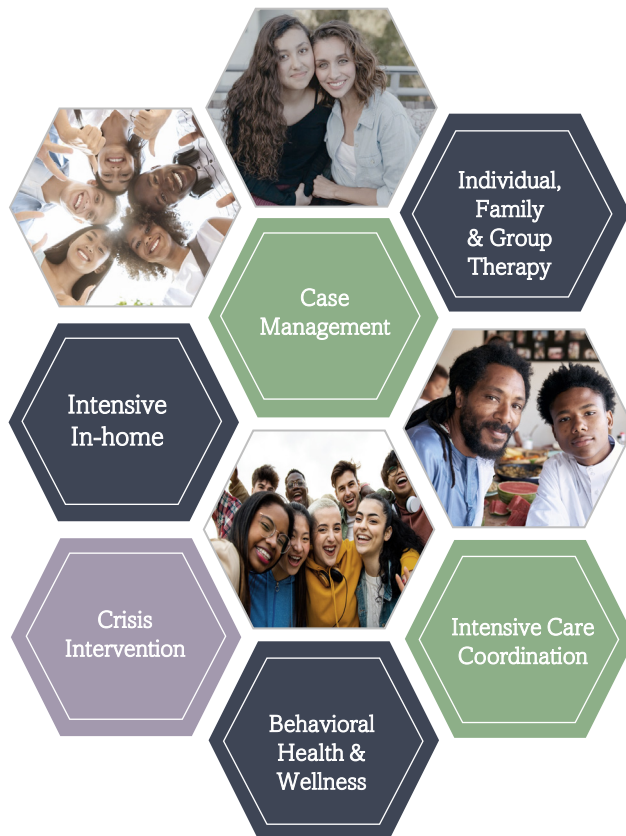 Individual,
Family
& Group
Therapy
Case
Management
Intensive
In-home
Crisis
Intervention
Intensive Care
Coordination
Behavioral
Health &
Wellness